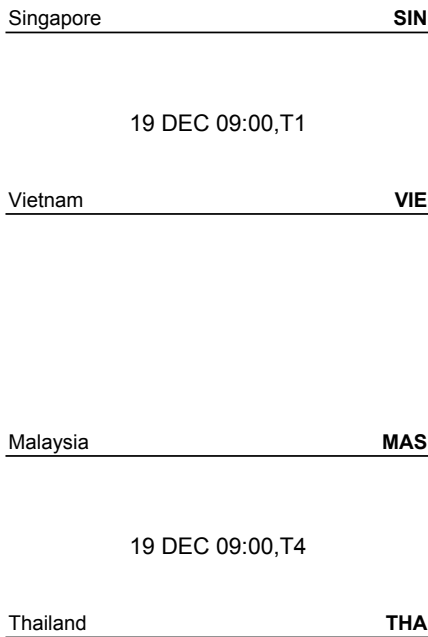 Singapore SIN
19 DEC 09:00,T1
Vietnam VIE
Malaysia MAS
19 DEC 09:00,T4
Thailand THA